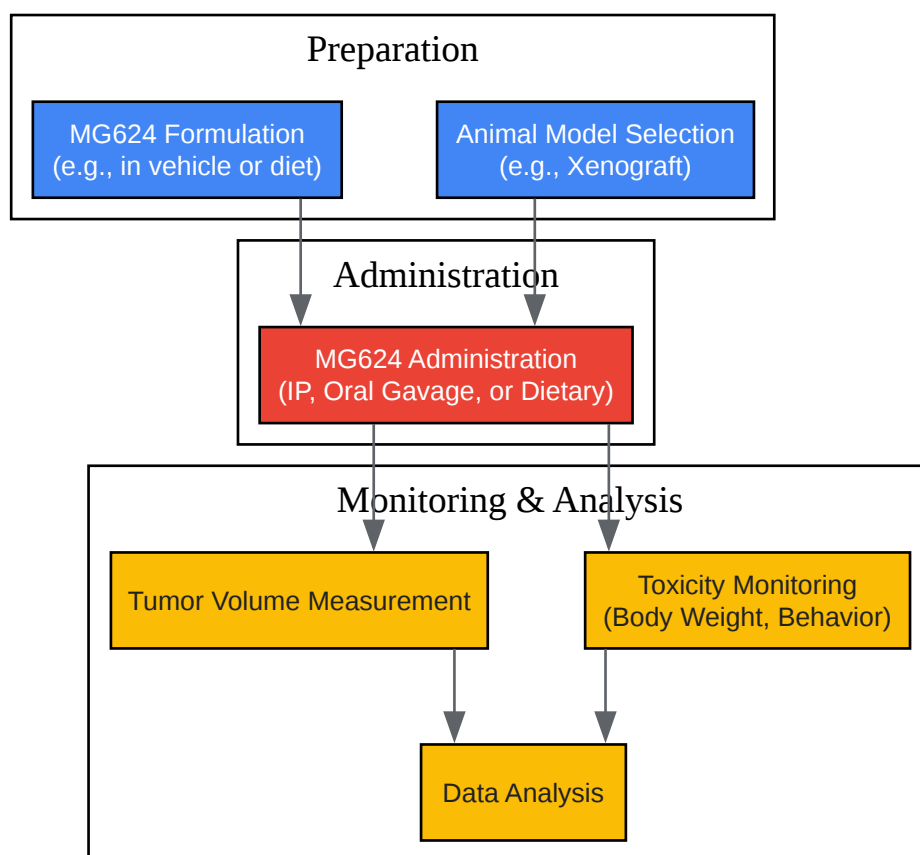 Preparation
MG624 Formulation
(e.g., in vehicle or diet)
Animal Model Selection
(e.g., Xenograft)
Administration
MG624 Administration
(IP, Oral Gavage, or Dietary)
Monitoring & Analysis
Tumor Volume Measurement
Toxicity Monitoring
(Body Weight, Behavior)
Data Analysis